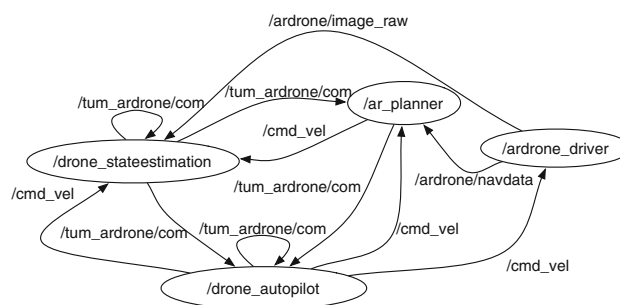 /ardrone/image_raw
/tum_ardrone/com
/tum_ardrone/com
/ar_planner
/cmd_vel
/ardrone_driver
/drone_stateestimation
/ardrone/navdata
/cmd_vel
/tum_ardrone/com
/tum_ardrone/com
/tum_ardrone/com
/cmd_vel
/cmd_vel
/drone_autopilot